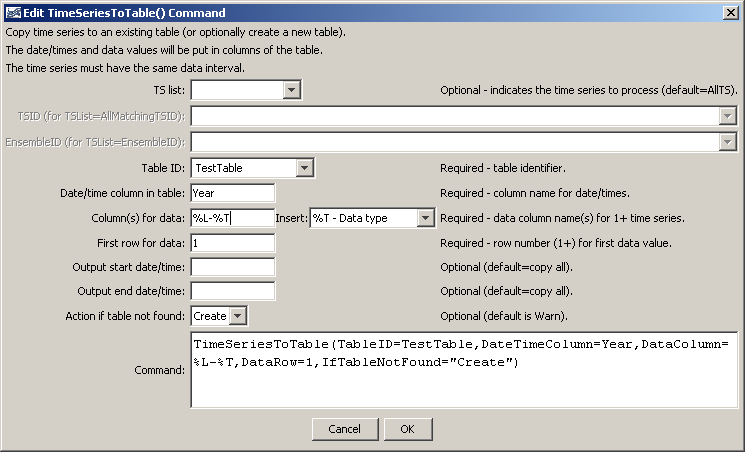 Edit TimeSeriesToTable() Command
Copy time series to an existing table (or optionally create a new table).
The date/times and data values will be put in columns of the table.
The time series must have the same data interval.
TS list: Optional - indicates the time series to process (default=AllTS).
TSID (for TSList=AllMatchingTSID):
EnsembleID (for TSList=EnsembleID):
Table ID: TestTable Required - table identifier.
Date/time column in table: Year Required - column name for date/times.
Column(s) for data: %L-%T Insert: %T - Data type Required - data column name(s) for 1+ time series.
First row for data: 1 Required - row number (1+) for first data value.
Output start date/time: Optional (default=copy all).
Output end date/time: Optional (default=copy all).
Action if table not found: Create Optional (default is Warn).
Command: TimeSeriesToTable(TableID=TestTable,DateTimeColumn=Year,DataColumn=
%L-%T,DataRow=1,IfTableNotFound="Create")
Cancel OK